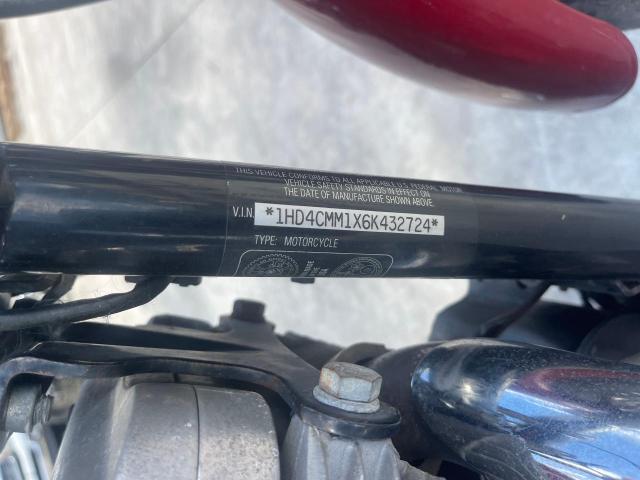 THIS VEHICLE CONFORMS TO ALL APPLICABLE U.S. FEDERAL MOTOR
VEHICLE SAFETY STANDARDS IN EFFECT ON
THE DATE OF MANUFACTURE SHOWN ABOVE.
V.I.N. *1HD4CMM1X6K432724*
TYPE: MOTORCYCLE